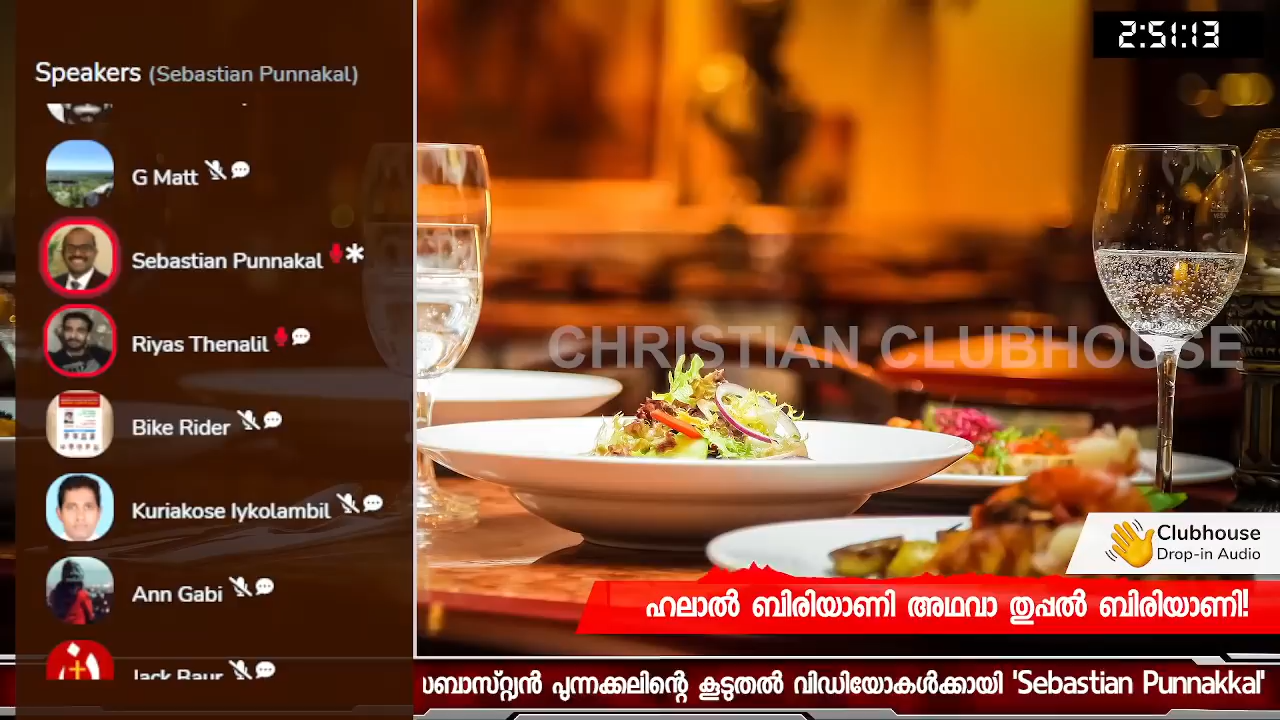 2:51:13
Speakers (Sebastian Punnakal)
G Matt
Sebastian Punnakal
Riyas Thenalil
Bike Rider
Kuriakose Iykolambil
Ann Gabi
Jack Baur
CHRISTIAN CLUBHOUSE
Clubhouse
Drop-in Audio
ഹലാൽ ബിരിയാണി അഥവാ തുപ്പൽ ബിരിയാണി!
പുന്നക്കലിന്റെ കൂടുതൽ വിഡിയോകൾക്കായി 'Sebastian Punnakkal'